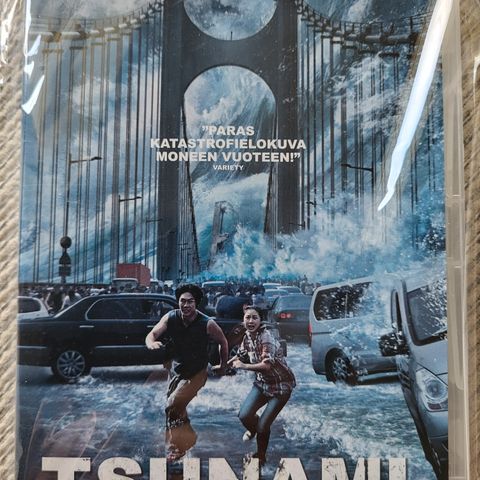 "PARAS
KATASTROFIELOKUVA
MONEEN VUOTEEN!"
VARIETY
TSUNAMI